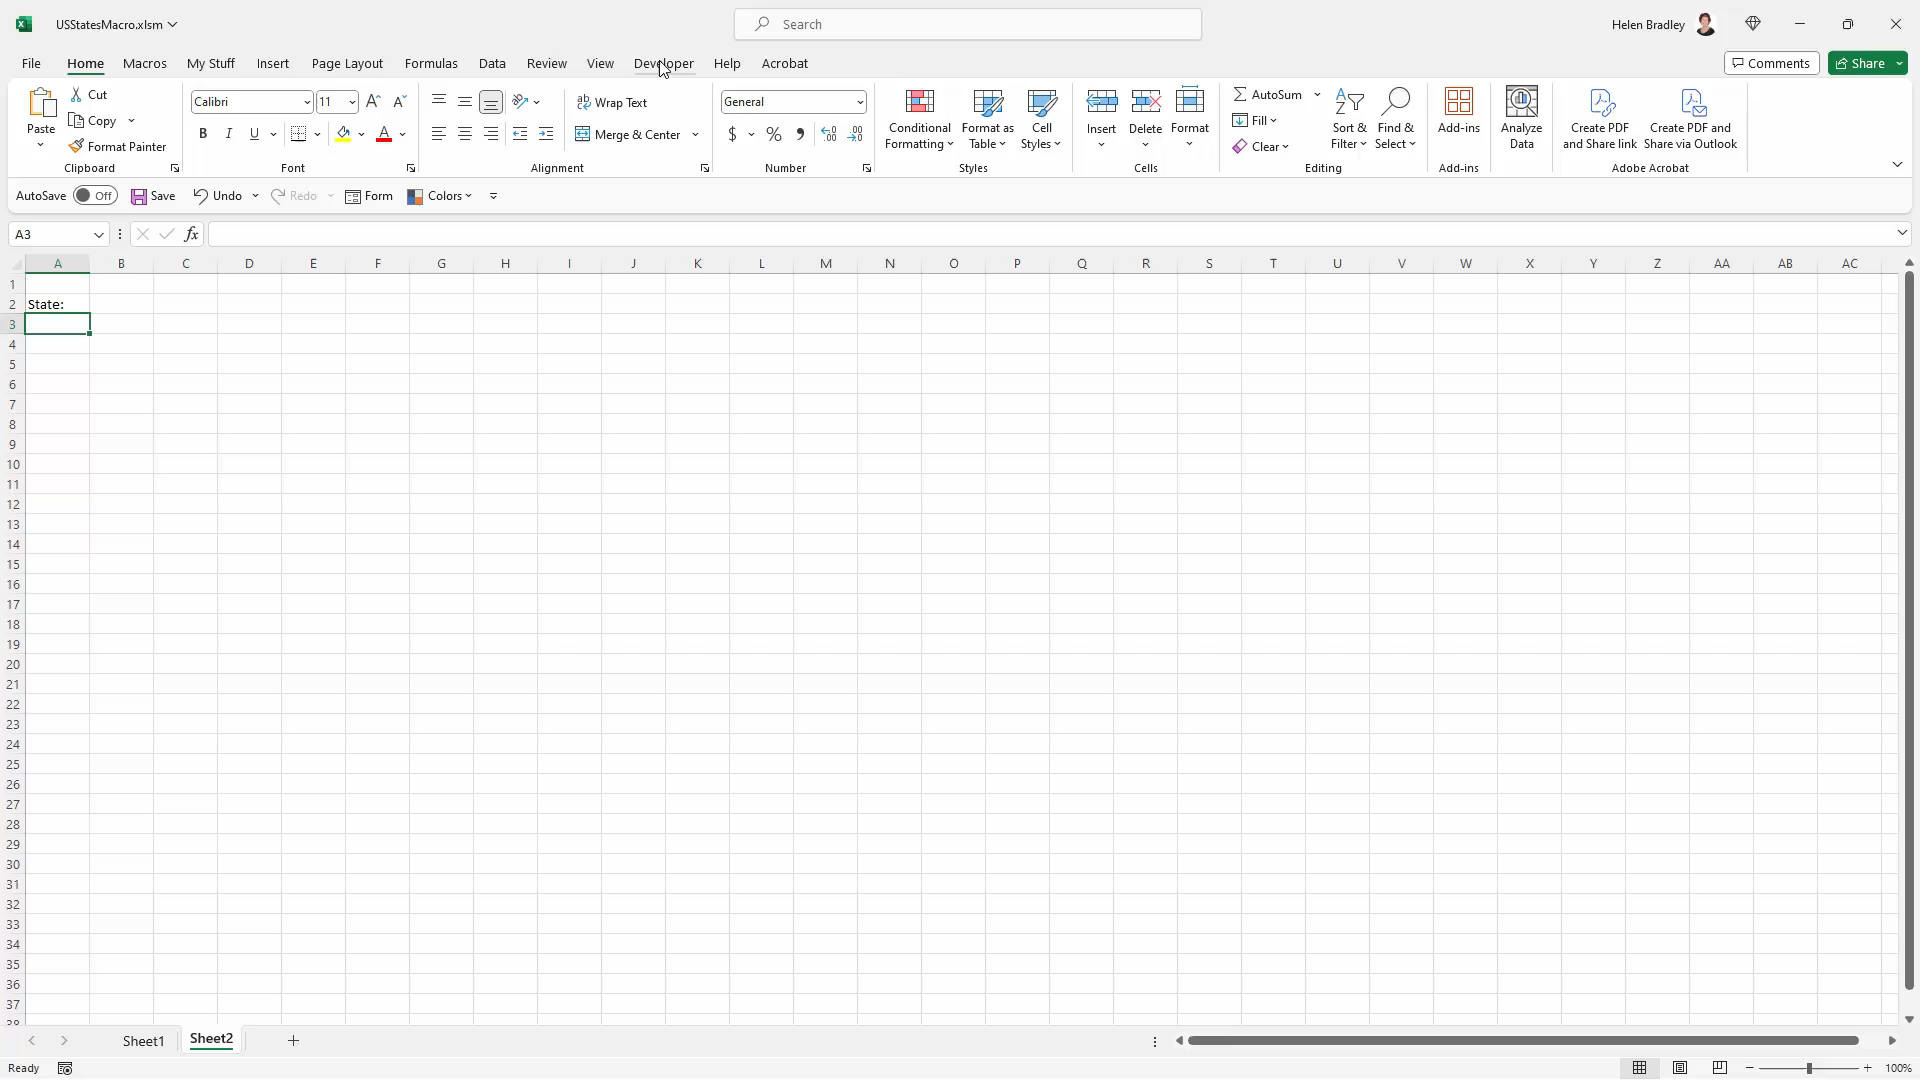 USStatesMacro.xlsm
Search
Helen Bradley
File Home Macros My Stuff Insert Page Layout Formulas Data Review View Developer Help Acrobat
Comments Share
Paste
Cut
Copy
Format Painter
Clipboard
Calibri 11
B I U A
Font
Wrap Text
Merge & Center
Alignment
General
$ % ,
Number
Conditional Formatting
Format as Table
Cell Styles
Styles
Insert Delete Format
Cells
AutoSum
Fill
Clear
Sort & Filter
Find & Select
Editing
Add-ins
Add-ins
Analyze Data
Create PDF and Share link
Create PDF and Share via Outlook
Adobe Acrobat
AutoSave Off Save Undo Redo Form Colors
A3 fx
A B C D E F G H I J K L M N O P Q R S T U V W X Y Z AA AB AC
1
2 State:
3
4
5
6
7
8
9
10
11
12
13
14
15
16
17
18
19
20
21
22
23
24
25
26
27
28
29
30
31
32
33
34
35
36
37
38
Sheet1 Sheet2
Ready 100%